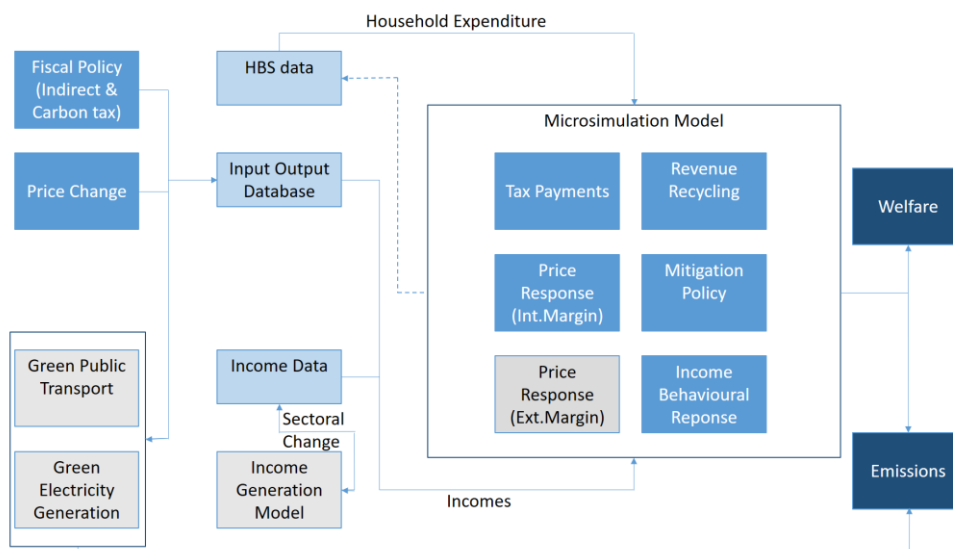 Household Expenditure
Fiscal Policy
(Indirect &
Carbon tax)
HBS data
Price Change
Input Output
Database
Microsimulation Model
Tax Payments
Revenue
Recycling
Price
Response
(Int.Margin)
Mitigation
Policy
Price
Response
(Ext.Margin)
Income
Behavioural
Reponse
Welfare
Green Public
Transport
Income Data
Sectoral
Change
Green
Electricity
Generation
Income
Generation
Model
Incomes
Emissions